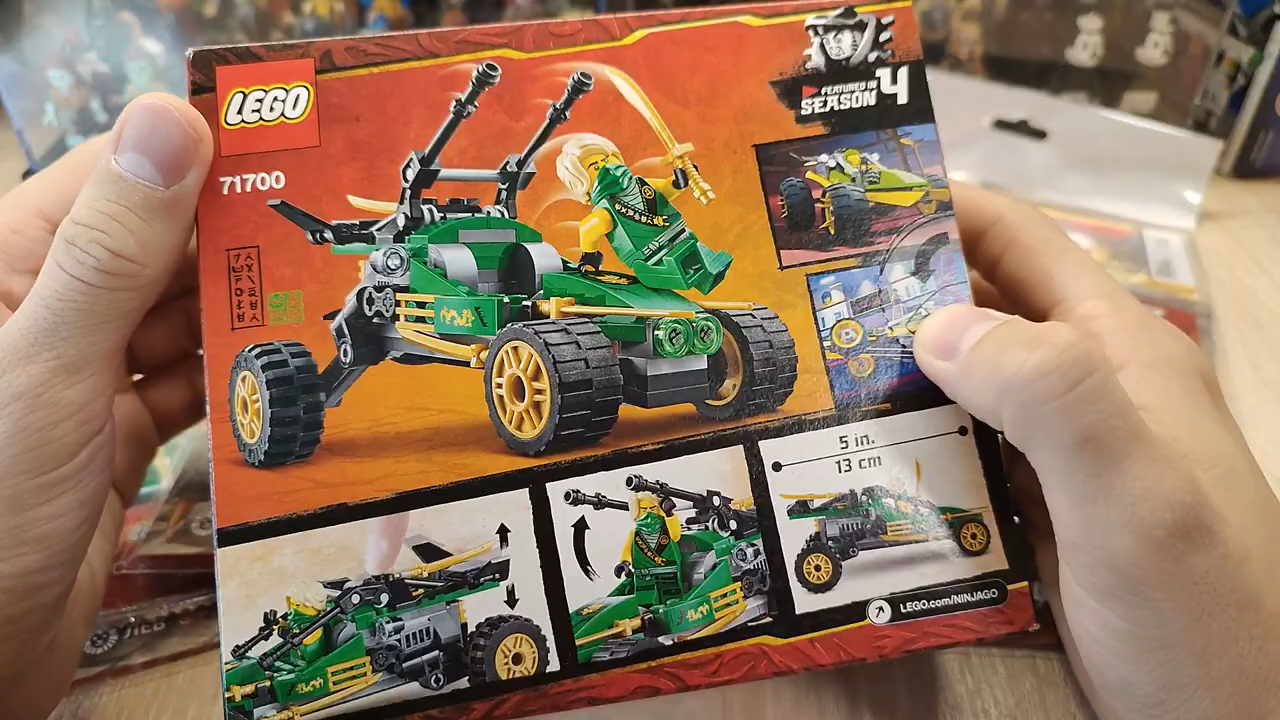 LEGO
71700
FEATURED IN
SEASON 4
5 in.
13 cm
LEGO.com/NINJAGO